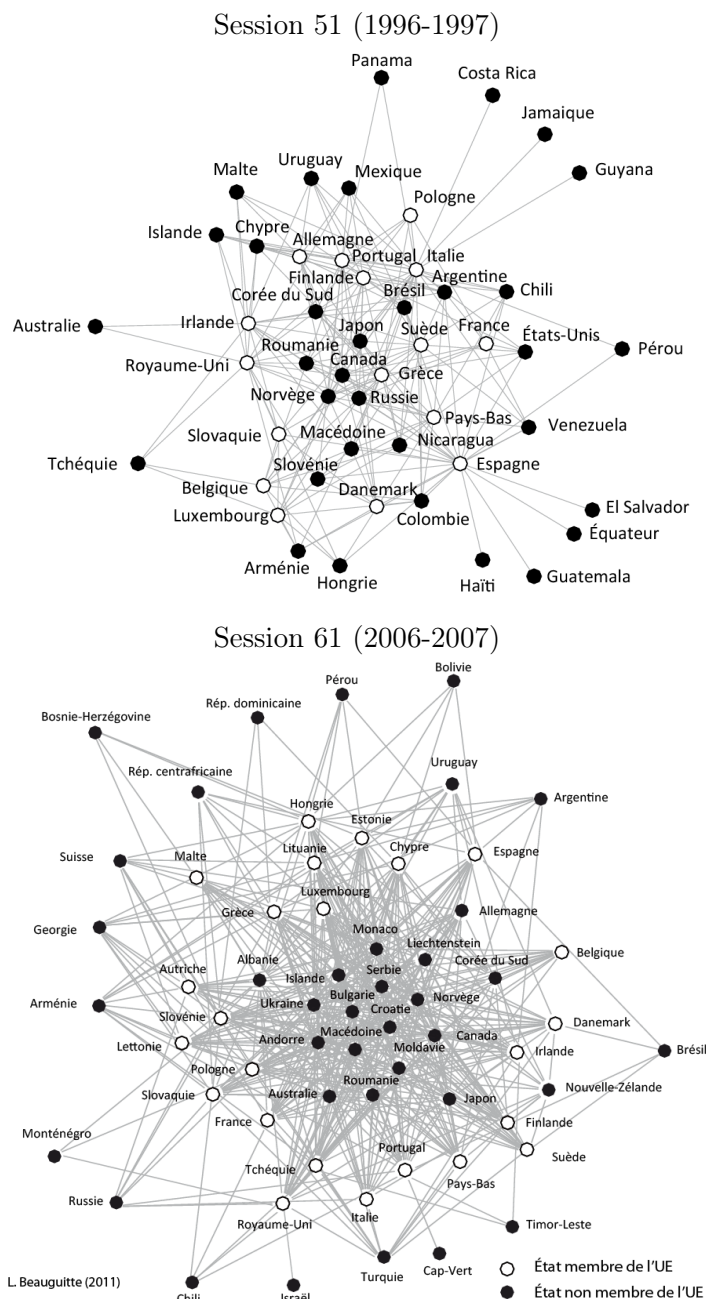 Session 51 (1996-1997)
Panama
Costa Rica
Jamaique
Guyana
Malte
Uruguay
Mexique
Pologne
Islande
Chypre
Allemagne
Portugal
Italie
Finlande
Brésil
Argentine
Chili
Corée du Sud
Australie
Irlande
Japon
Suède
France
États-Unis
Pérou
Roumanie
Royaume-Uni
Canada
Grèce
Norvège
Russie
Pays-Bas
Venezuela
Slovaquie
Macédoine
Nicaragua
Tchéquie
Slovénie
Espagne
Belgique
Danemark
El Salvador
Luxembourg
Colombie
Équateur
Arménie
Hongrie
Haïti
Guatemala
Session 61 (2006-2007)
Bolivie
Pérou
Rép. dominicaine
Bosnie-Herzégovine
Uruguay
Rép. centrafricaine
Argentine
Hongrie
Estonie
Lituanie
Chypre
Espagne
Suisse
Malte
Luxembourg
Grèce
Allemagne
Georgie
Monaco
Liechtenstein
Belgique
Albanie
Corée du Sud
Autriche
Islande
Serbie
Bulgarie
Norvège
Arménie
Ukraine
Croatie
Slovénie
Danemark
Macédoine
Canada
Lettonie
Andorre
Moldavie
Irlande
Brésil
Pologne
Roumanie
Nouvelle-Zélande
Slovaquie
Australie
Japon
France
Finlande
Monténégro
Portugal
Suède
Tchéquie
Pays-Bas
Russie
Royaume-Uni
Italie
Timor-Leste
Turquie
Cap-Vert
État membre de l'UE
L. Beauguitte (2011)
Chili
Israël
État non membre de l'UE